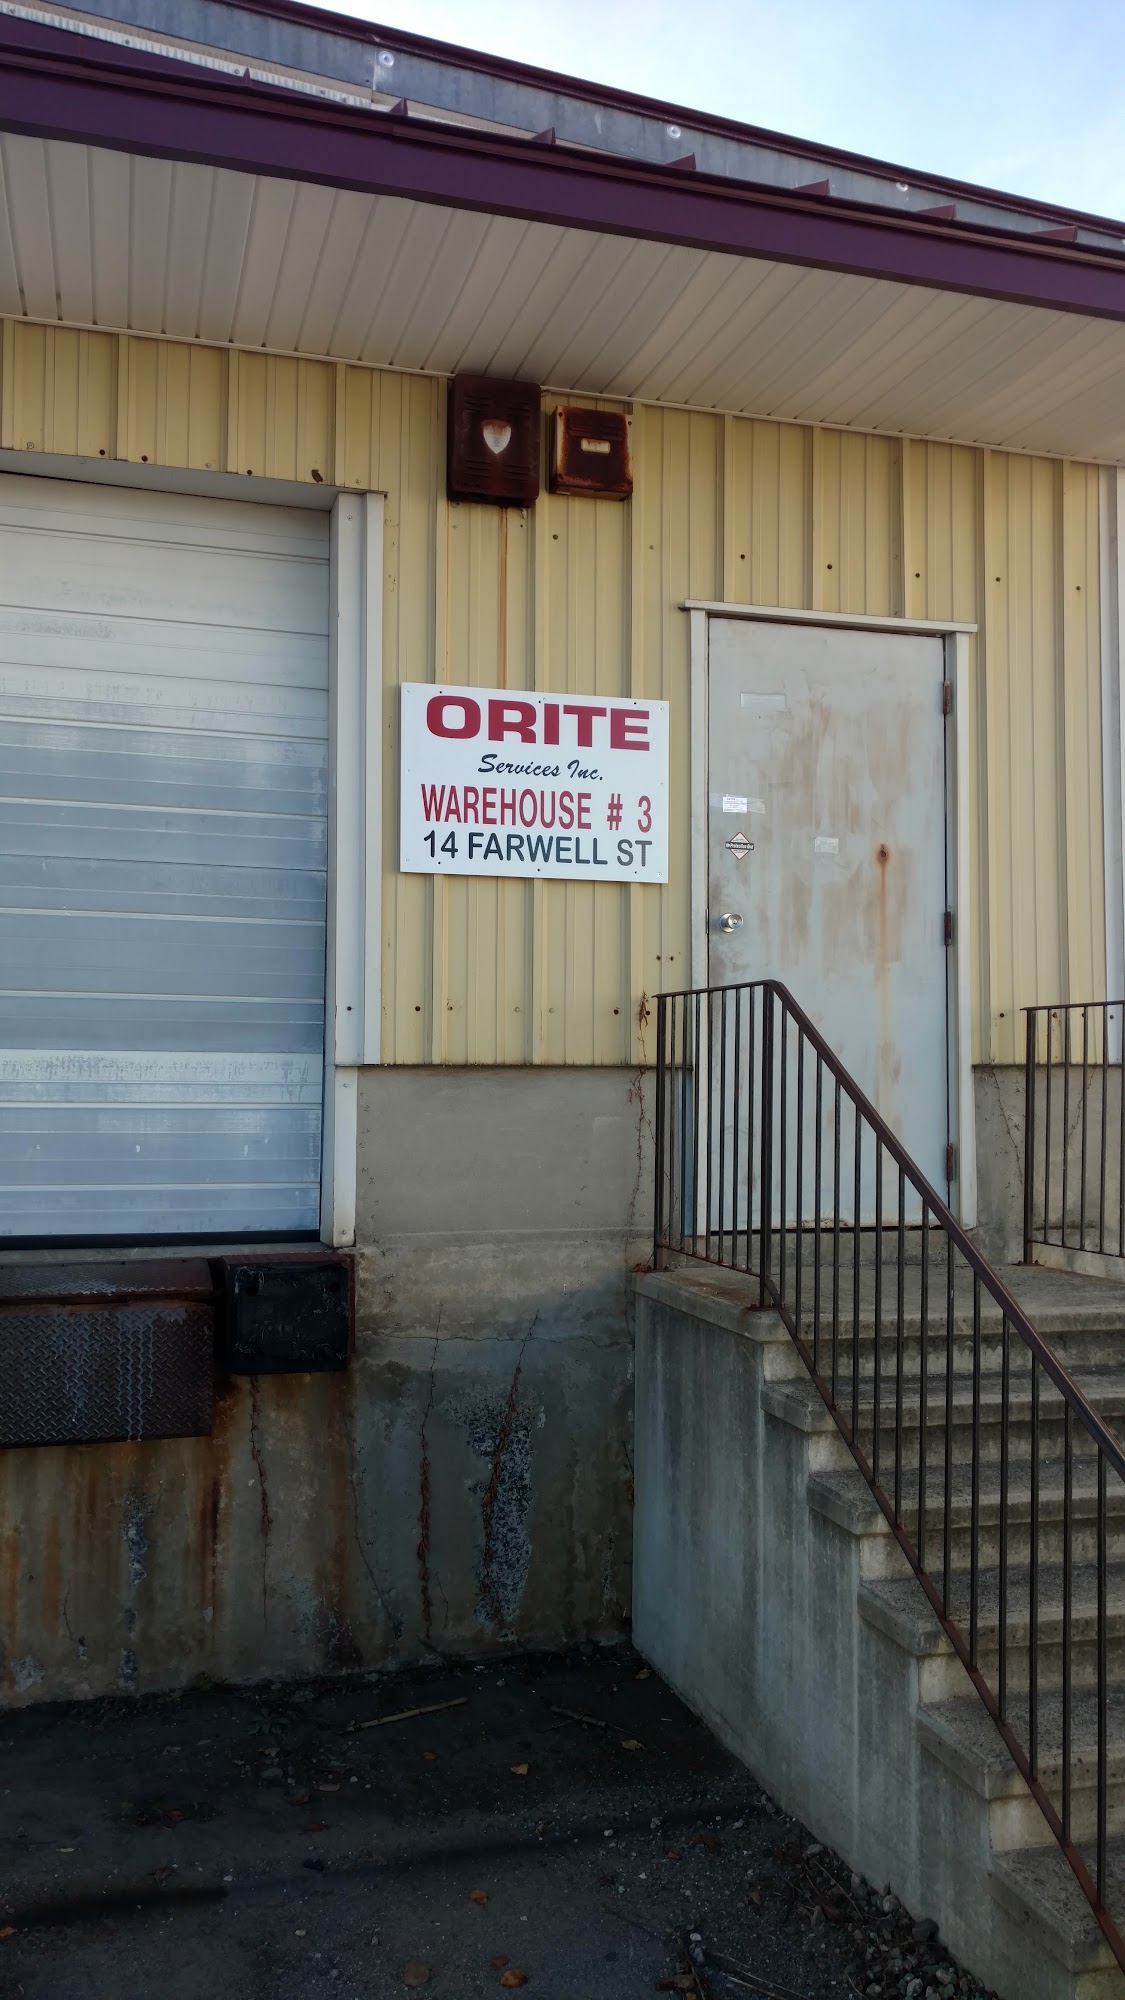 ORITE
Services Inc.
WAREHOUSE # 3
14 FARWELL ST